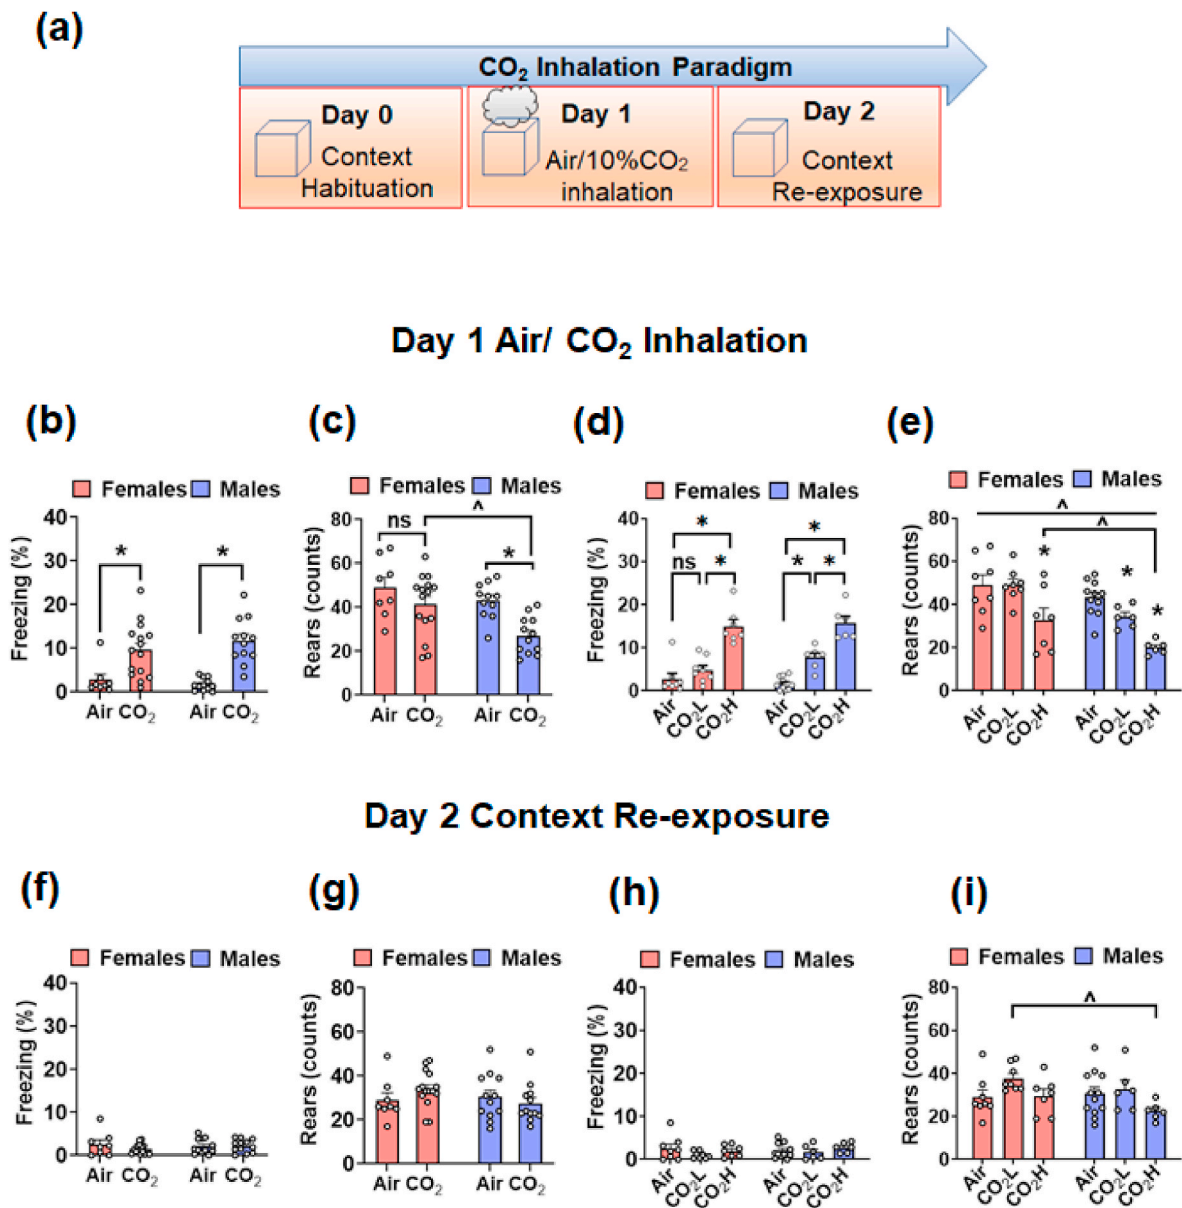 (a)
CO₂ Inhalation Paradigm
Day 0
Context
Habituation
Day 1
Air/10%CO₂
inhalation
Day 2
Context
Re-exposure
Day 1 Air/ CO₂ Inhalation
(b)
Females Males
Freezing (%)
40
30
20
10
0
* *
Air CO₂ Air CO₂
(c)
Females Males
Rears (counts)
80
60
40
20
0
ns ^ *
Air CO₂ Air CO₂
(d)
Females Males
Freezing (%)
40
30
20
10
0
* *
ns * * *
Air CO₂L CO₂H Air CO₂L CO₂H
(e)
Females Males
Rears (counts)
80
60
40
20
0
^
^
* * *
Air CO₂L CO₂H Air CO₂L CO₂H
Day 2 Context Re-exposure
(f)
Females Males
Freezing (%)
40
30
20
10
0
Air CO₂ Air CO₂
(g)
Females Males
Rears (counts)
80
60
40
20
0
Air CO₂ Air CO₂
(h)
Females Males
Freezing (%)
40
30
20
10
0
Air CO₂L CO₂H Air CO₂L CO₂H
(i)
Females Males
Rears (counts)
80
60
40
20
0
^
Air CO₂L CO₂H Air CO₂L CO₂H